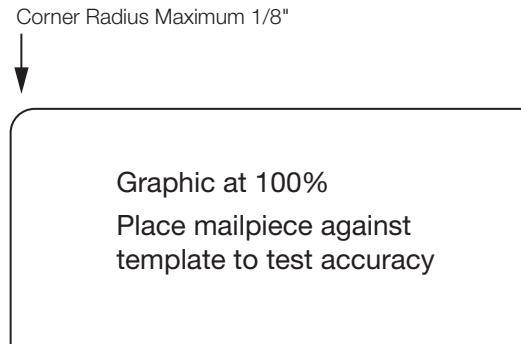 Corner Radius Maximum 1/8"
Graphic at 100%
Place mailpiece against
template to test accuracy